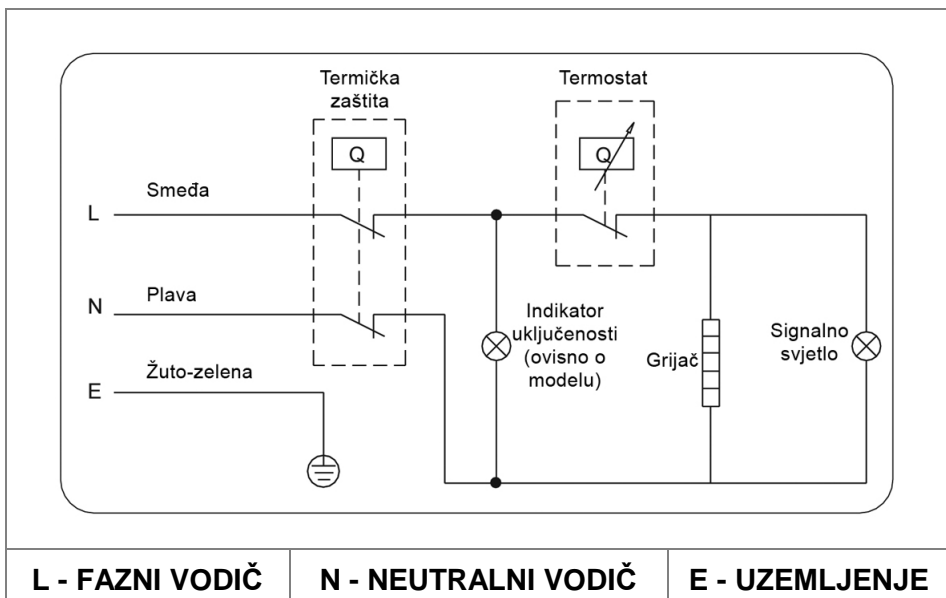 Termička
zaštita
Termostat
Q
Q
L
Smeđa
N
Plava
E
Žuto-zelena
Indikator
uključenosti
(ovisno o
modelu)
Grijač
Signalno
svjetlo
L - FAZNI VODIČ
N - NEUTRALNI VODIČ
E - UZEMLJENJE